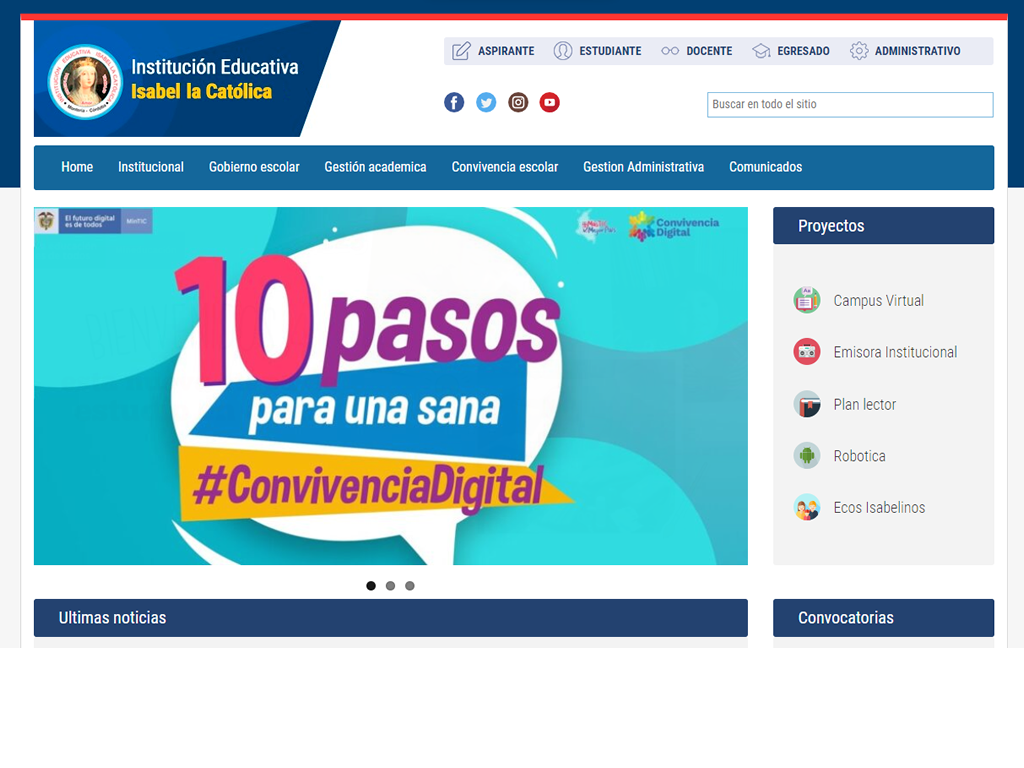 ASPIRANTE ESTUDIANTE DOCENTE EGRESADO ADMINISTRATIVO
Institución Educativa
Isabel la Católica
Buscar en todo el sitio
Home Institucional Gobierno escolar Gestión academica Convivencia escolar Gestion Administrativa Comunicados
El futuro digital
es de todos
MinTIC
Convivencia
Digital
10 pasos
para una sana
#ConvivenciaDigital
Proyectos
Campus Virtual
Emisora Institucional
Plan lector
Robotica
Ecos Isabelinos
Ultimas noticias
Convocatorias